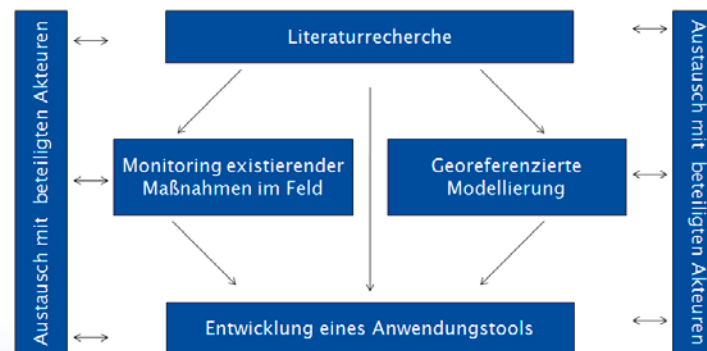 Austausch mit beteiligten Akteuren
Literaturrecherche
Monitoring existierender
Maßnahmen im Feld
Georeferenzierte
Modellierung
Entwicklung eines Anwendungstools
Austausch mit beteiligten Akteuren